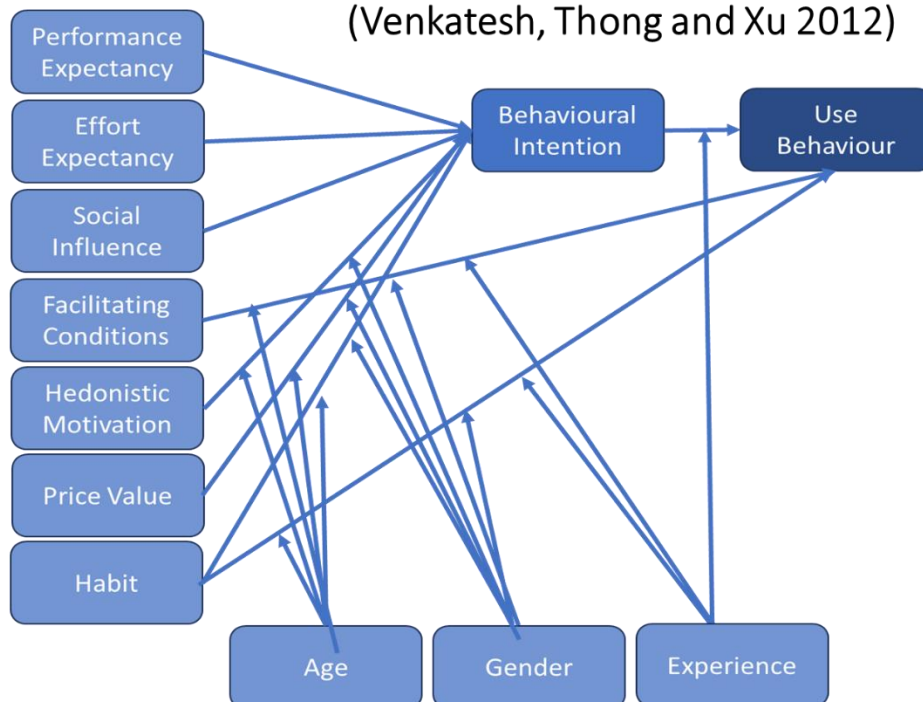 (Venkatesh, Thong and Xu 2012)
Performance
Expectancy
Effort
Expectancy
Social
Influence
Facilitating
Conditions
Hedonistic
Motivation
Price Value
Habit
Behavioural
Intention
Use
Behaviour
Age
Gender
Experience